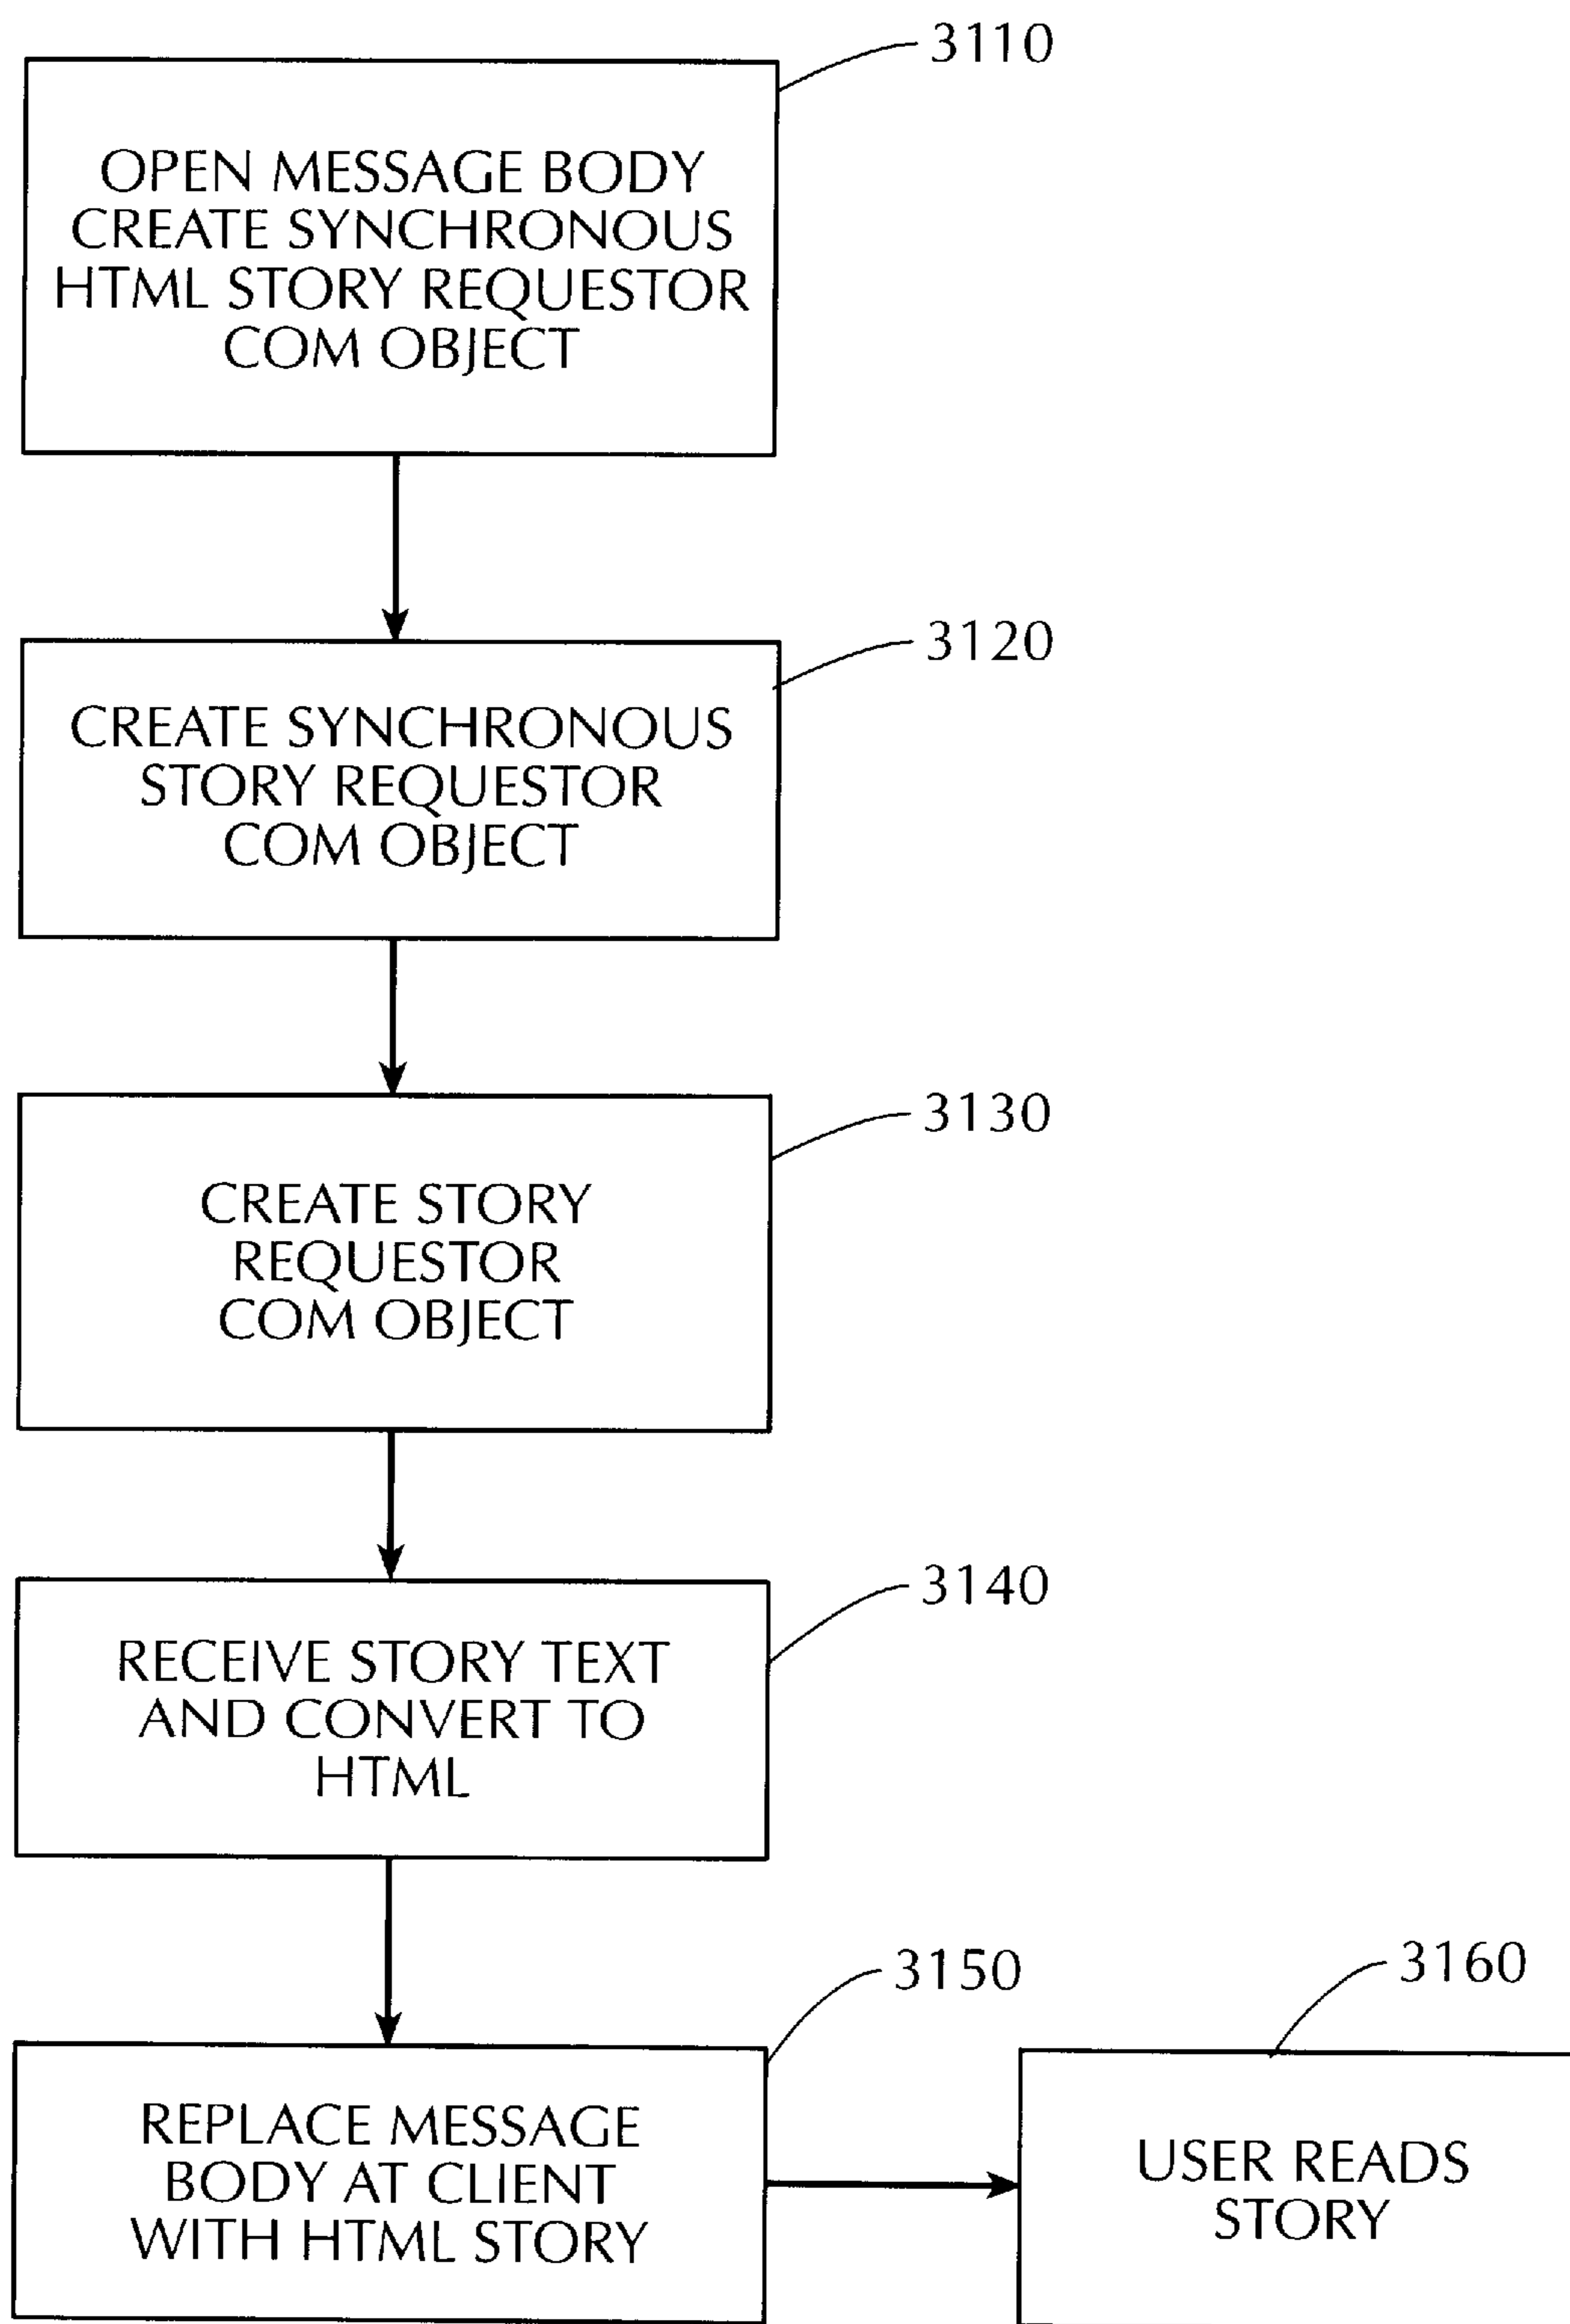 3110
OPEN MESSAGE BODY
CREATE SYNCHRONOUS
HTML STORY REQUESTOR
COM OBJECT
3120
CREATE SYNCHRONOUS
STORY REQUESTOR
COM OBJECT
3130
CREATE STORY
REQUESTOR
COM OBJECT
3140
RECEIVE STORY TEXT
AND CONVERT TO
HTML
3150
REPLACE MESSAGE
BODY AT CLIENT
WITH HTML STORY
3160
USER READS
STORY